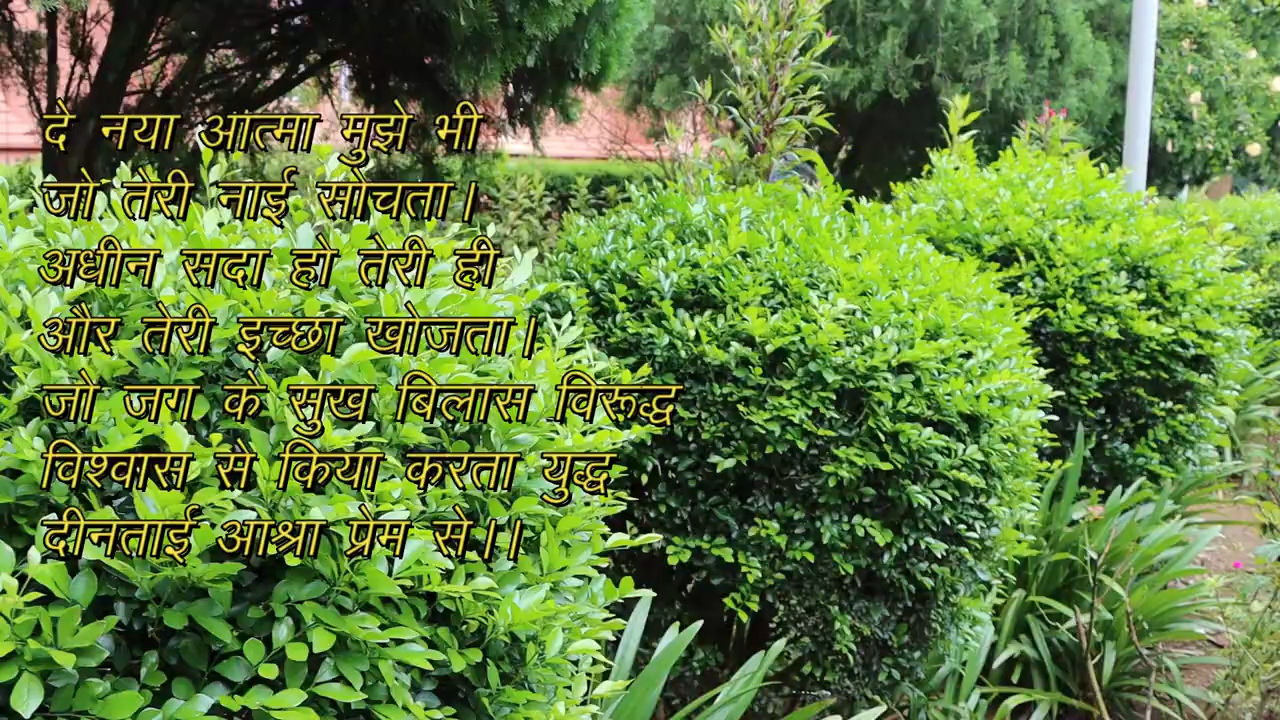 दे नया आत्मा मुझे भी
जो तेरी नाई सोचता।
अधीन सदा हो तेरी ही
और तेरी इच्छा खोजता।
जो जग के सुख बिलास विरूद्ध
विश्वास से किया करता युद्ध
दीनताई आश्रा प्रेम से।।